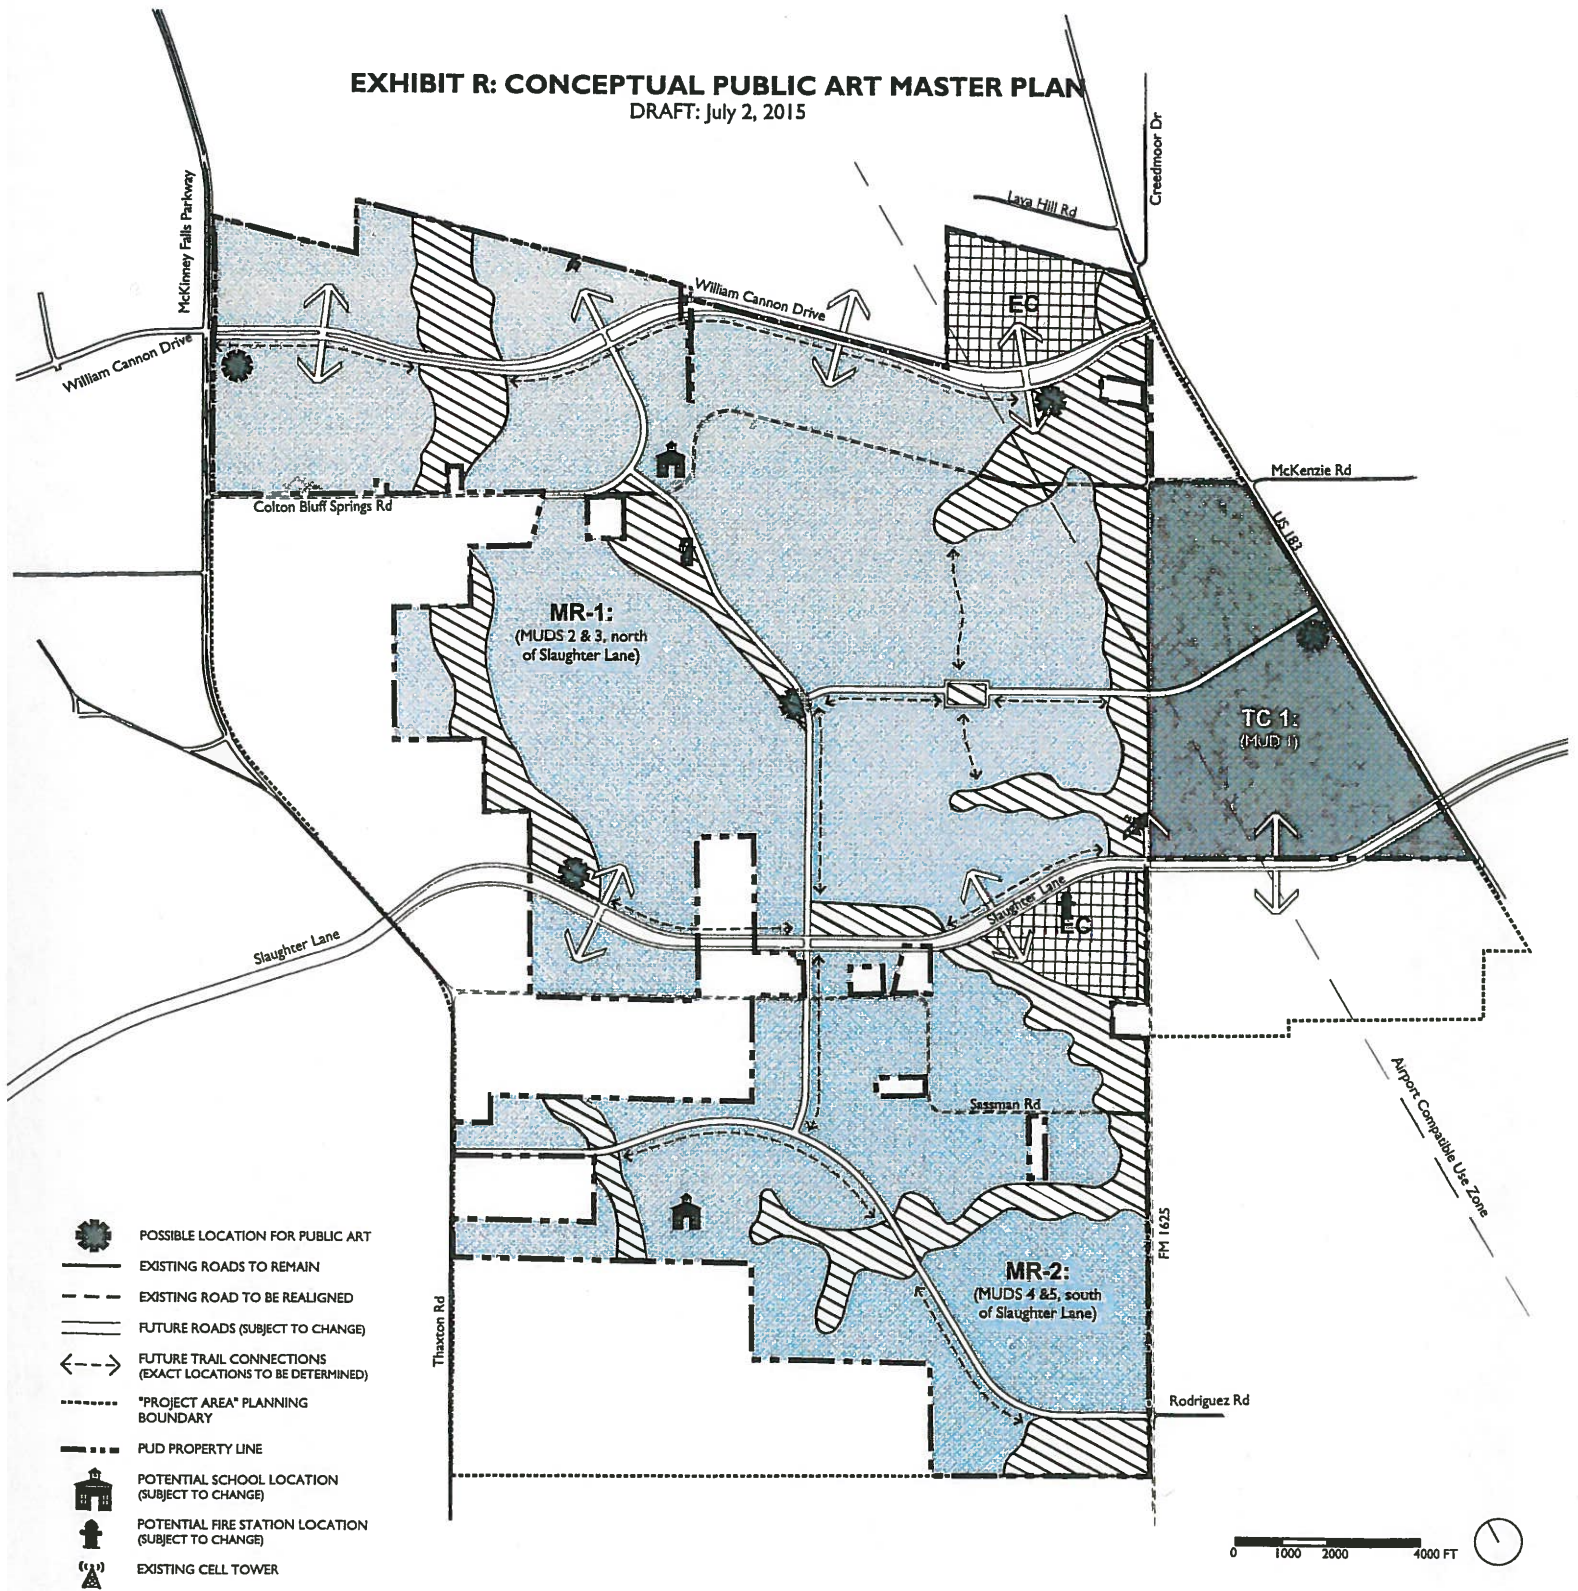 EXHIBIT R: CONCEPTUAL PUBLIC ART MASTER PLAN
DRAFT: July 2, 2015
Creedmoor Dr
Lava Hill Rd
McKinney Falls Parkway
William Cannon Drive
EC
William Cannon Drive
McKenzie Rd
Colton Bluff Springs Rd
US 183
MR-1:
(MUDS 2 & 3, north
of Slaughter Lane)
TC 1:
(MUD 1)
Slaughter Lane
EC
Slaughter Lane
Airport Compatible Use Zone
Sassman Rd
FM 1625
MR-2:
(MUDS 4 &5, south
of Slaughter Lane)
Thaxton Rd
Rodriguez Rd
POSSIBLE LOCATION FOR PUBLIC ART
EXISTING ROADS TO REMAIN
EXISTING ROAD TO BE REALIGNED
FUTURE ROADS (SUBJECT TO CHANGE)
FUTURE TRAIL CONNECTIONS
(EXACT LOCATIONS TO BE DETERMINED)
"PROJECT AREA" PLANNING
BOUNDARY
PUD PROPERTY LINE
POTENTIAL SCHOOL LOCATION
(SUBJECT TO CHANGE)
POTENTIAL FIRE STATION LOCATION
(SUBJECT TO CHANGE)
EXISTING CELL TOWER
0 1000 2000 4000 FT